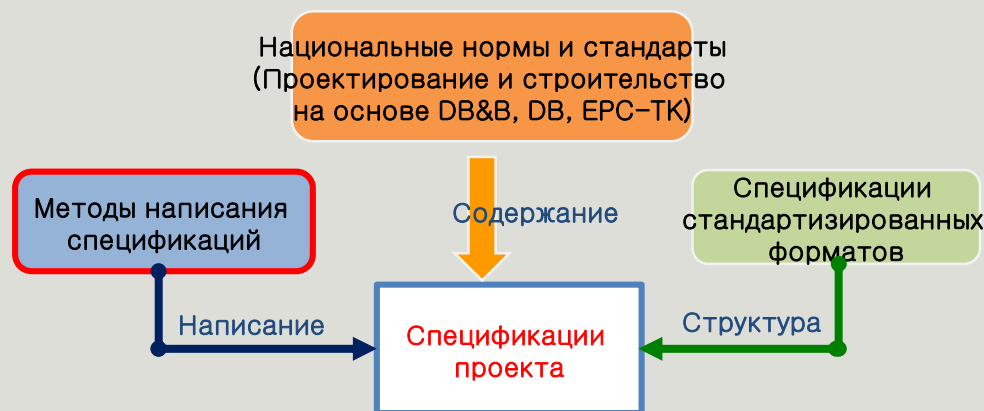 Национальные нормы и стандарты
(Проектирование и строительство
на основе DB&B, DB, EPC-TK)
Методы написания
спецификаций
Содержание
Спецификации
стандартизированных
форматов
Написание
Структура
Спецификации
проекта